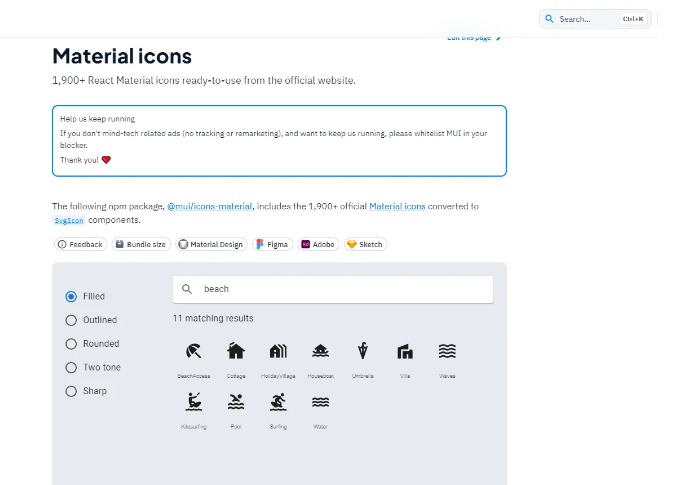 Search...
Ctrl+K
Edit this page
Material icons
1,900+ React Material icons ready-to-use from the official website.
Help us keep running
If you don't mind-tech related ads (no tracking or remarketing), and want to keep us running, please whitelist MUI in your
blocker.
Thank you!
The following npm package, @mui/icons-material, includes the 1,900+ official Material icons converted to
SvgIcon components.
Feedback Bundle size Material Design Figma Adobe Sketch
beach
Filled
11 matching results
Outlined
Rounded
Two tone
Sharp
BeachAccess Cottage HolidayVillage Houseboat Umbrella Villa Waves
Kitesurfing Pool Surfing Water